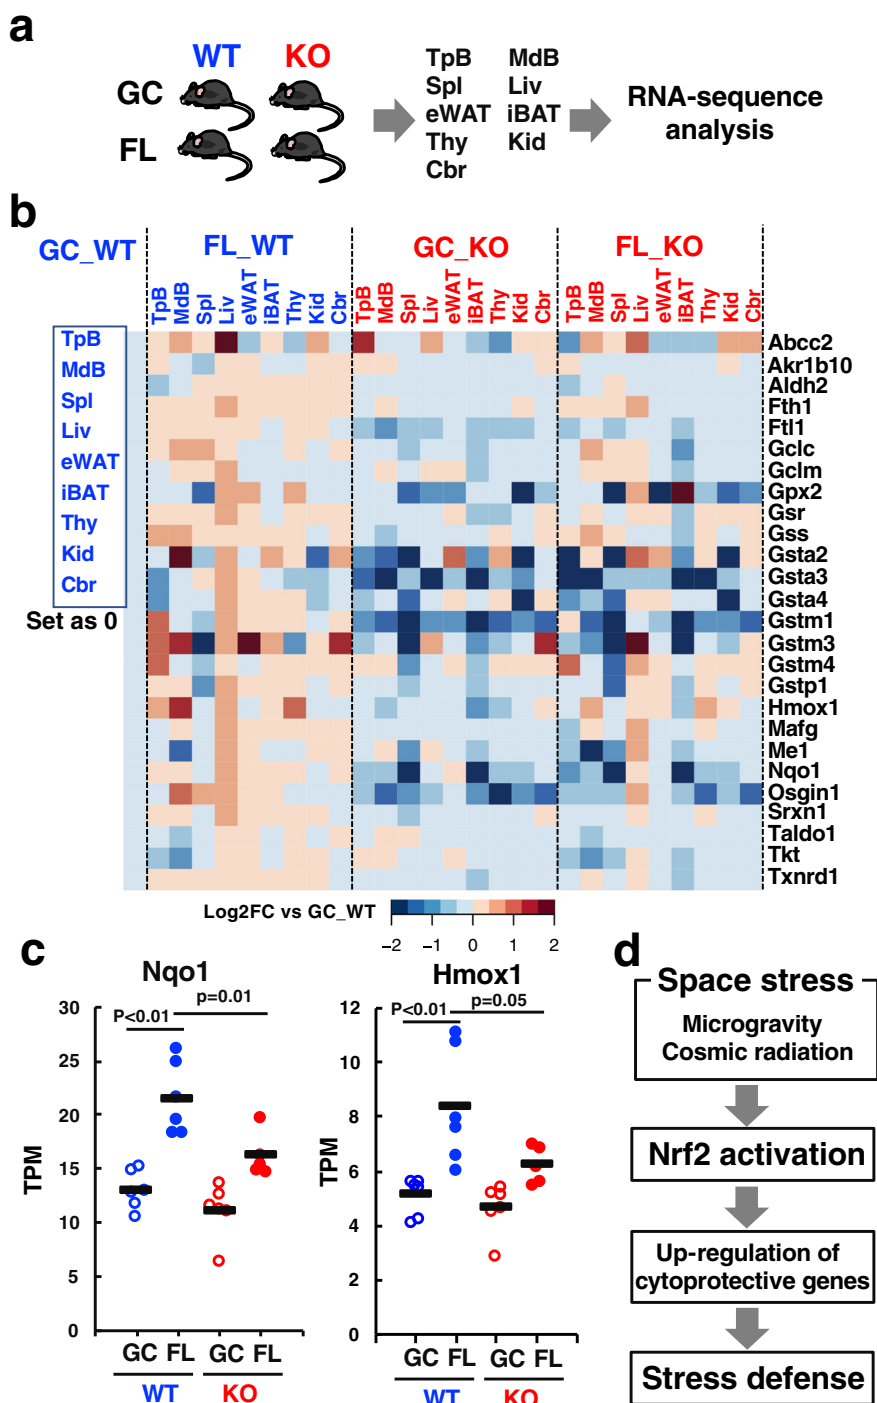 a
WT KO
GC
FL
TpB MdB
Spl Liv
eWAT iBAT
Thy Kid
Cbr
RNA-sequence
analysis
b
GC_WT FL_WT GC_KO FL_KO
TpB MdB Spl Liv eWAT iBAT Thy Kid Cbr TpB MdB Spl Liv eWAT iBAT Thy Kid Cbr TpB MdB Spl Liv eWAT iBAT Thy Kid Cbr
TpB
MdB
Spl
Liv
eWAT
iBAT
Thy
Kid
Cbr
Set as 0
Abcc2
Akr1b10
Aldh2
Fth1
Ftl1
Gclc
Gclm
Gpx2
Gsr
Gss
Gsta2
Gsta3
Gsta4
Gstm1
Gstm3
Gstm4
Gstp1
Hmox1
Mafg
Me1
Nqo1
Osgin1
Srxn1
Taldo1
Tkt
Txnrd1
Log2FC vs GC_WT
−2 −1 0 1 2
c
Nqo1
P<0.01 p=0.01
30
25
20
15
10
5
0
TPM
GC FL GC FL
WT KO
Hmox1
P<0.01 p=0.05
12
10
8
6
4
2
0
TPM
GC FL GC FL
WT KO
d
Space stress
Microgravity
Cosmic radiation
Nrf2 activation
Up-regulation of
cytoprotective genes
Stress defense